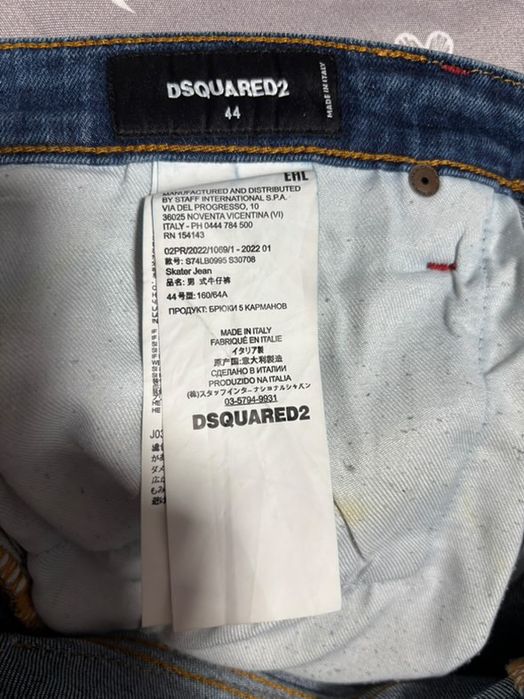 DSQUARED2
44
MADE IN ITALY
EAC
MANUFACTURED AND DISTRIBUTED
BY STAFF INTERNATIONAL S.P.A.
VIA DEL PROGRESSO, 10
36025 NOVENTA VICENTINA (VI)
ITALY - PH 0444 784 500
RN 154143
02PR/2022/1069/1 - 2022 01
款号: S74LB0995 S30708
Skater Jean
品名: 男 式牛仔裤
44 号型: 160/64A
ПРОДУКТ: БРЮКИ 5 КАРМАНОВ
MADE IN ITALY
FABRIQUÉ EN ITALIE
イタリア製
原产国:意大利製造
СДЕЛАНО В ИТАЛИИ
PRODUZIDO NA ITALIA
(株)スタッフインターナショナルジャパン
03-5794-9931
DSQUARED2